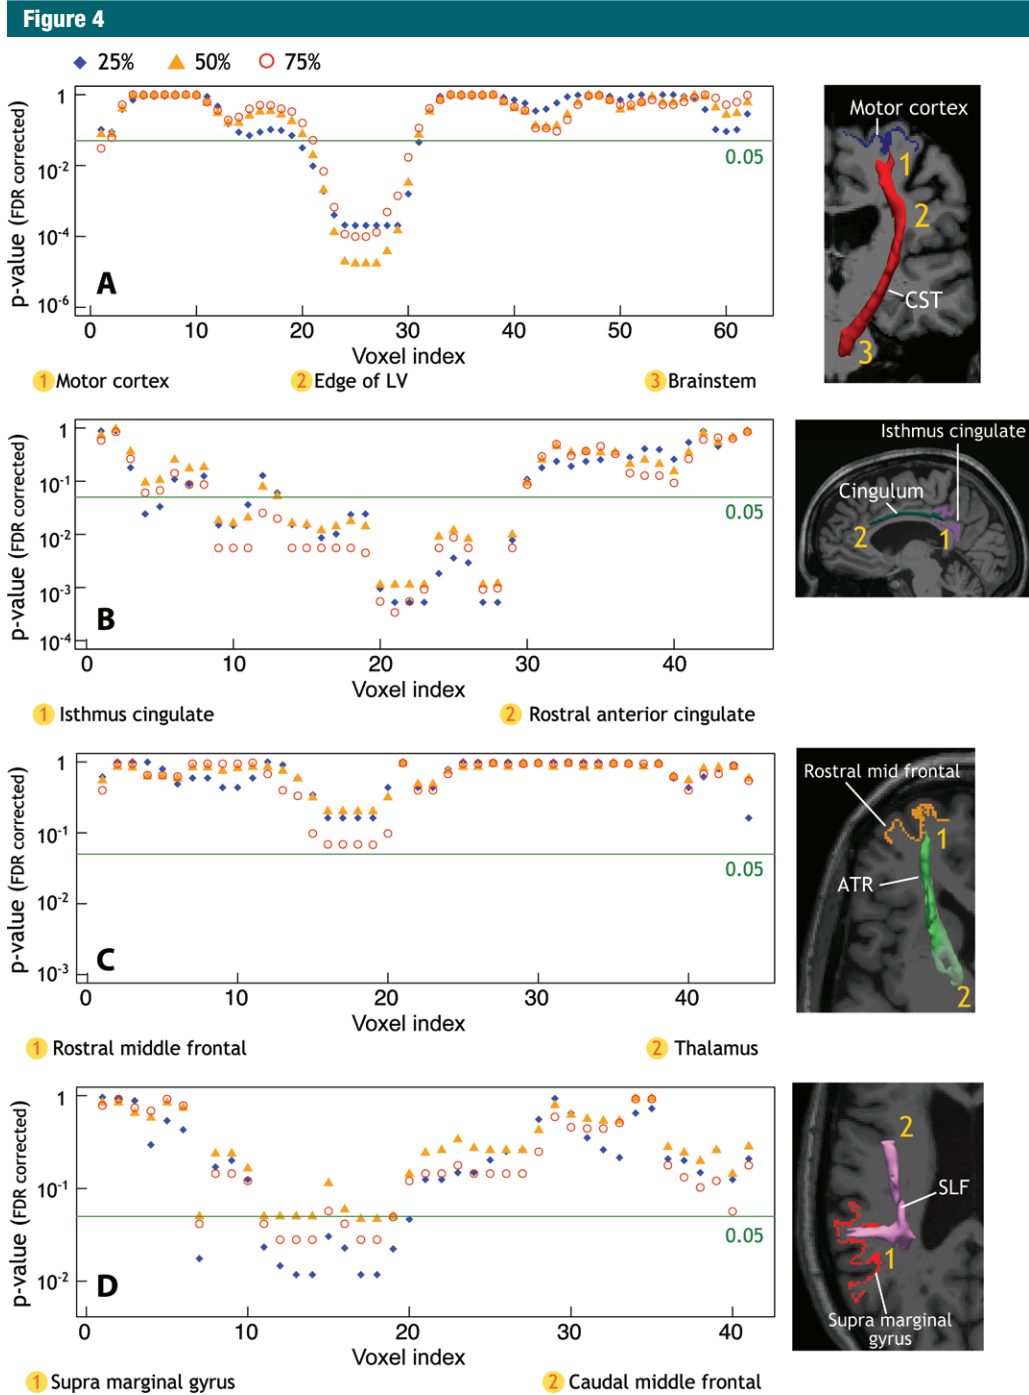 Figure 4
25% 50% 75%
p-value (FDR corrected)
1
10-2
10-4
10-6
0.05
A
0 10 20 30 40 50 60
Voxel index
1 Motor cortex 2 Edge of LV 3 Brainstem
Motor cortex
1
2
CST
3
p-value (FDR corrected)
1
10-1
10-2
10-3
10-4
0.05
B
0 10 20 30 40
Voxel index
1 Isthmus cingulate 2 Rostral anterior cingulate
Isthmus cingulate
Cingulum
2 1
p-value (FDR corrected)
1
10-1
10-2
10-3
0.05
C
0 10 20 30 40
Voxel index
1 Rostral middle frontal 2 Thalamus
Rostral mid frontal
1
ATR
2
p-value (FDR corrected)
1
10-1
10-2
0.05
D
0 10 20 30 40
Voxel index
1 Supra marginal gyrus 2 Caudal middle frontal
2
SLF
1
Supra marginal
gyrus